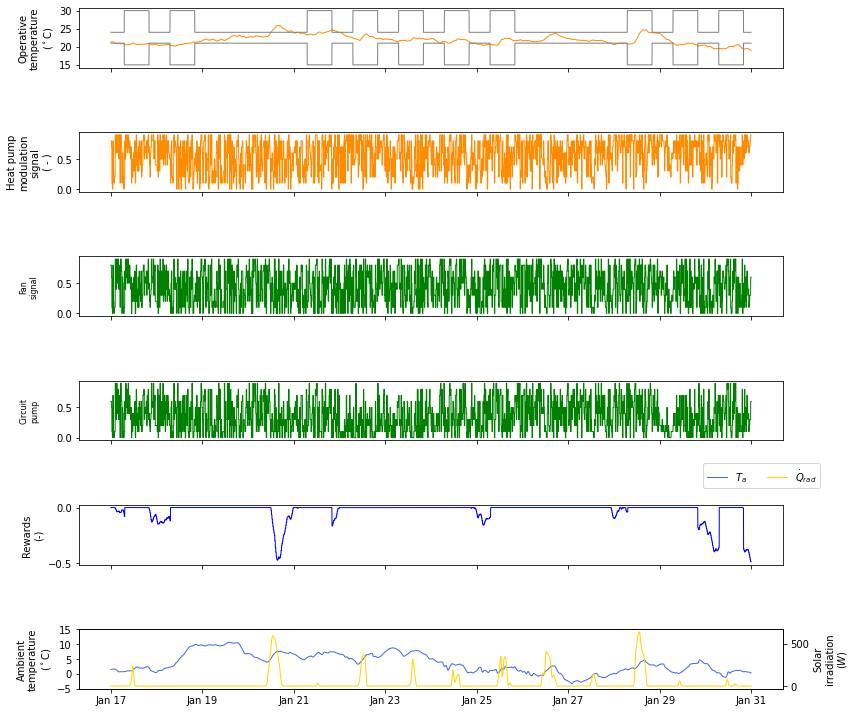 Operative
temperature
(°C)
30
25
20
15
Heat pump
modulation
signal
( - )
0.5
0.0
Fan
signal
0.5
0.0
Circuit
pump
0.5
0.0
T_a
Q̇_rad
Rewards
(-)
0.0
−0.5
Ambient
temperature
(°C)
15
10
5
0
−5
500
0
Solar
irradiation
(W)
Jan 17
Jan 19
Jan 21
Jan 23
Jan 25
Jan 27
Jan 29
Jan 31